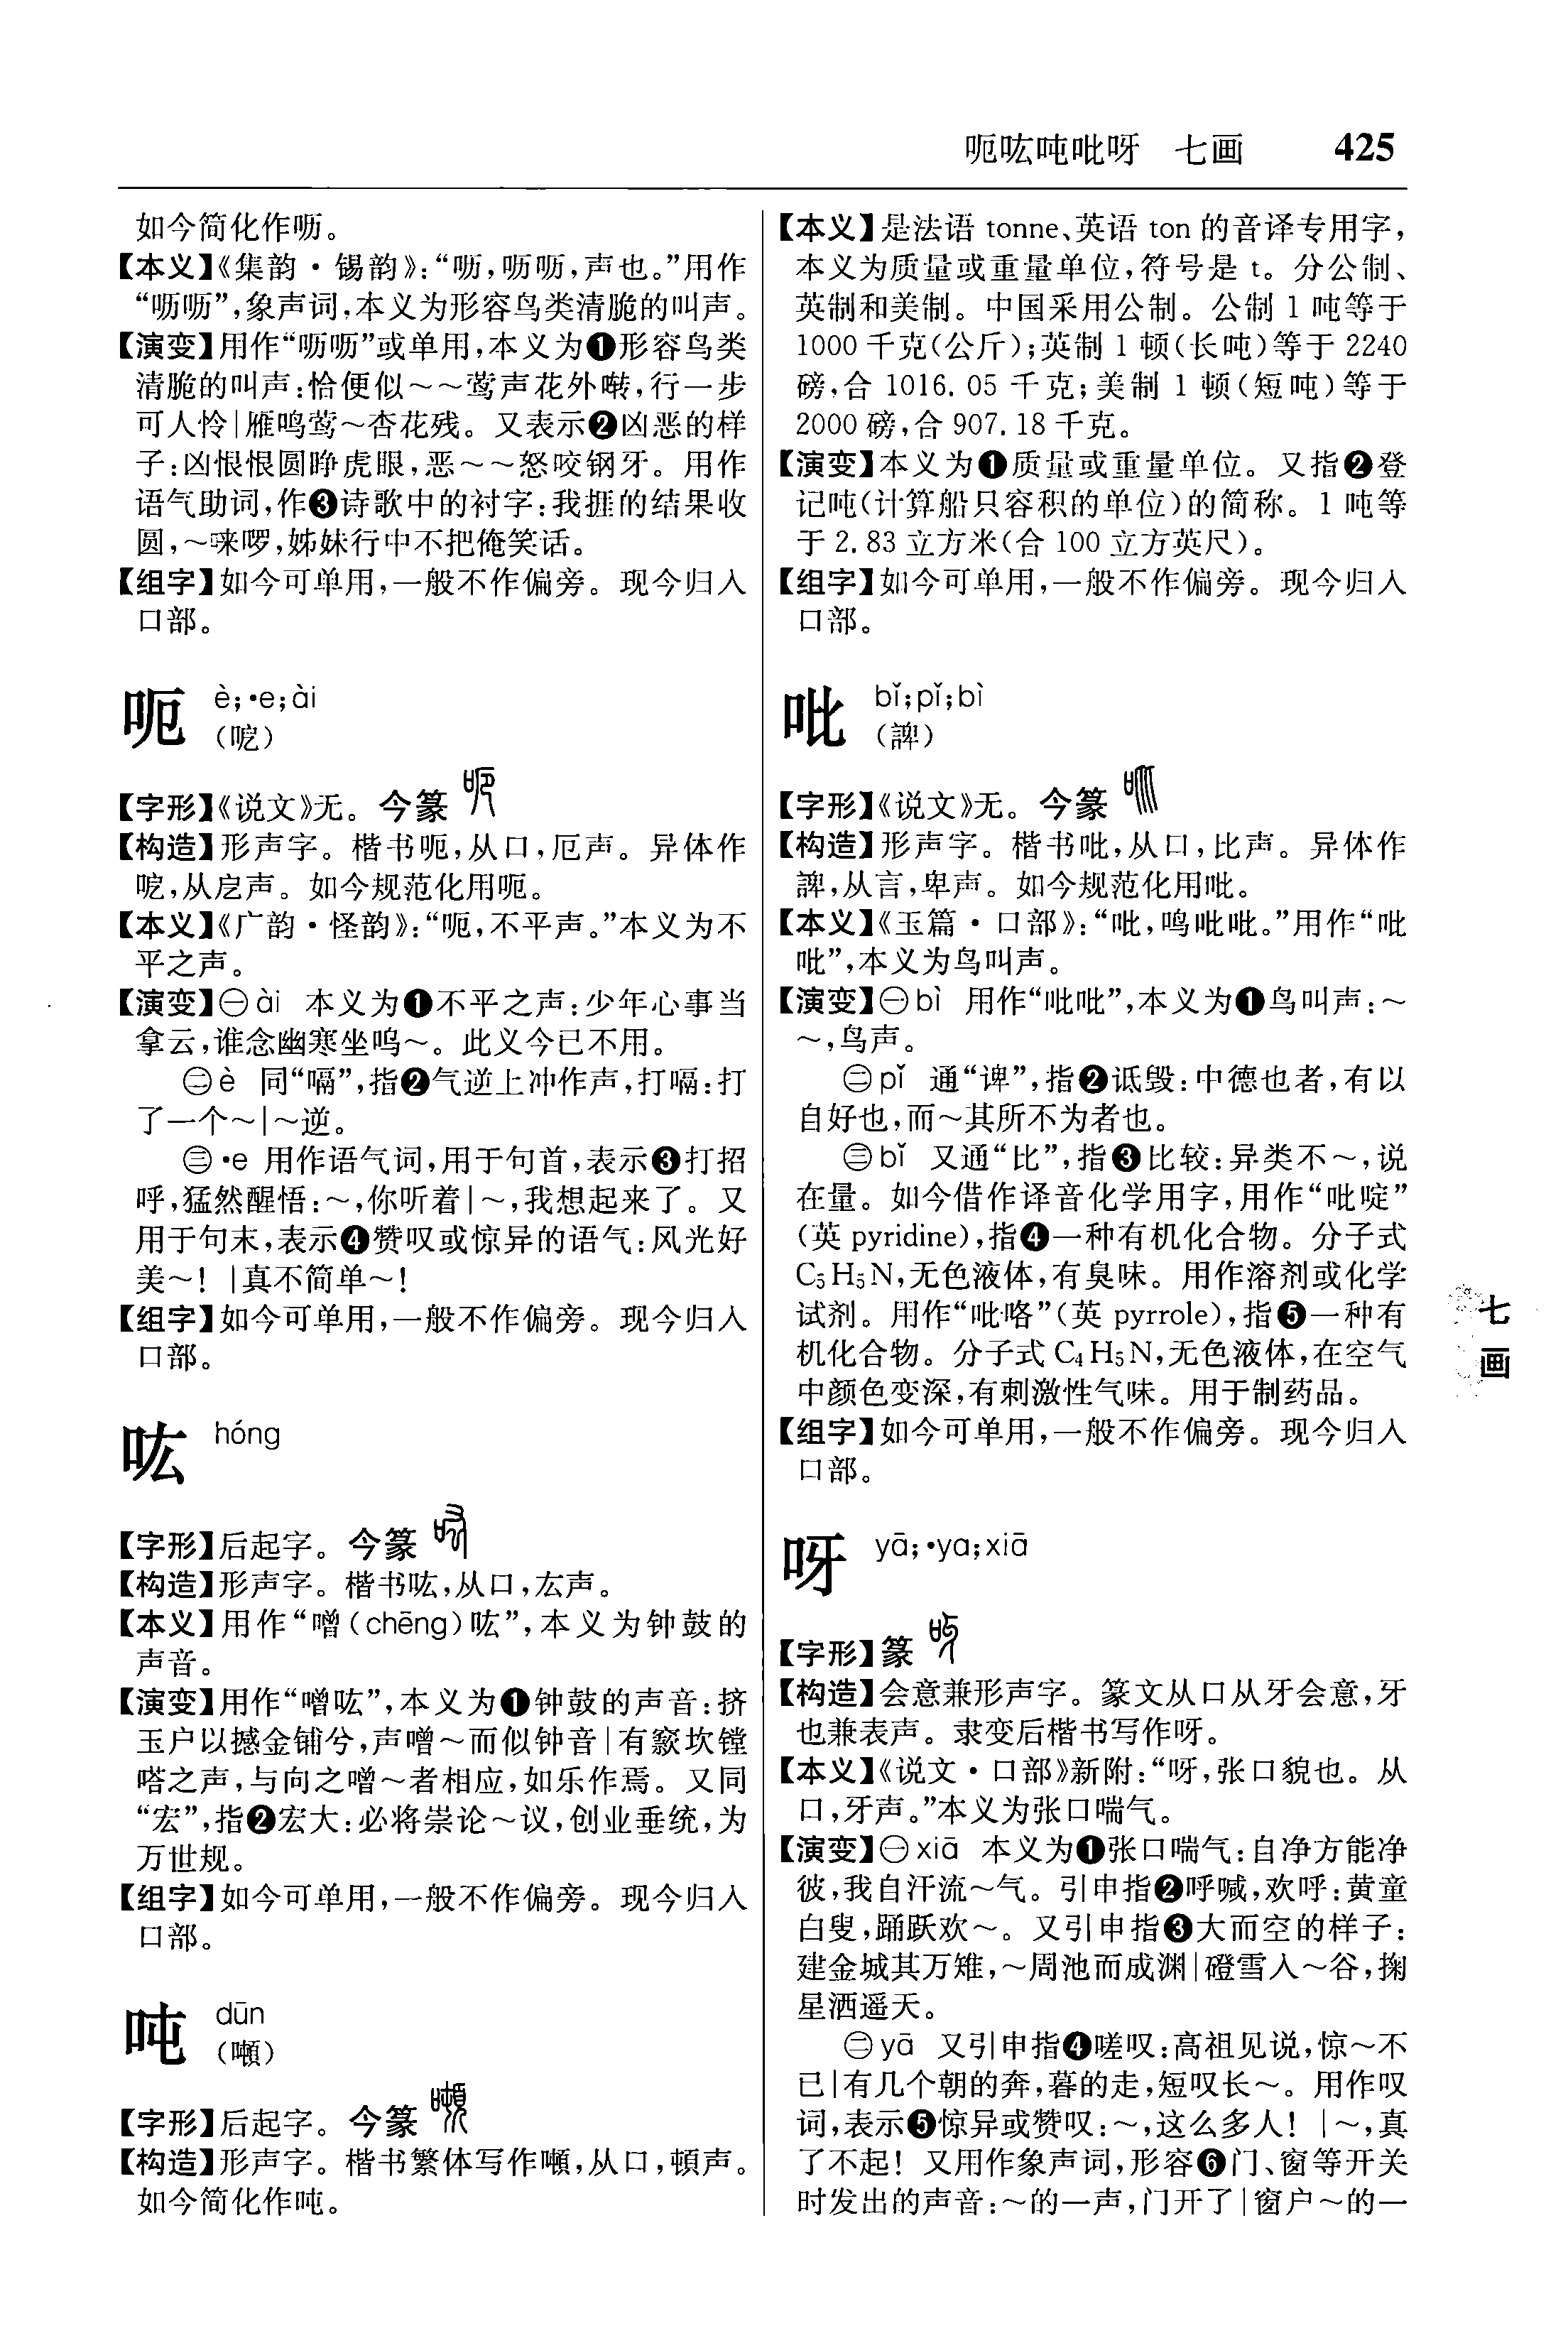 呃吰吨吡呀 七画 425
如今简化作呖。
【本义】《集韵·锡韵》:“呖,呖呖,声也。”用作
“呖呖”,象声词,本义为形容鸟类清脆的叫声。
【演变】用作“呖呖”或单用,本义为❶形容鸟类
清脆的叫声:恰便似～～莺声花外啭,行一步
可人怜|雁鸣莺～杏花残。又表示❷凶恶的样
子:凶恨恨圆睁虎眼,恶～～怒咬钢牙。用作
语气助词,作❸诗歌中的衬字:我捱的结果收
圆,～唻啰,姊妹行中不把俺笑话。
【组字】如今可单用,一般不作偏旁。现今归入
口部。
呃 è;·e;ài
(呝)
【字形】《说文》无。今篆
【构造】形声字。楷书呃,从口,厄声。异体作
呝,从戹声。如今规范化用呃。
【本义】《广韵·怪韵》:“呃,不平声。”本义为不
平之声。
【演变】㊀ài 本义为❶不平之声:少年心事当
拿云,谁念幽寒坐呜～。此义今已不用。
㊁è 同“嗝”,指❷气逆上冲作声,打嗝:打
了一个～|～逆。
㊂·e 用作语气词,用于句首,表示❸打招
呼,猛然醒悟:～,你听着|～,我想起来了。又
用于句末,表示❹赞叹或惊异的语气:风光好
美～!|真不简单～!
【组字】如今可单用,一般不作偏旁。现今归入
口部。
吰 hóng
【字形】后起字。今篆
【构造】形声字。楷书吰,从口,厷声。
【本义】用作“噌(chēng)吰”,本义为钟鼓的
声音。
【演变】用作“噌吰”,本义为❶钟鼓的声音:挤
玉户以撼金铺兮,声噌～而似钟音|有窾坎镗
嗒之声,与向之噌～者相应,如乐作焉。又同
“宏”,指❷宏大:必将崇论～议,创业垂统,为
万世规。
【组字】如今可单用,一般不作偏旁。现今归入
口部。
吨 dūn
(噸)
【字形】后起字。今篆
【构造】形声字。楷书繁体写作噸,从口,頓声。
如今简化作吨。
【本义】是法语 tonne、英语 ton 的音译专用字,
本义为质量或重量单位,符号是 t。分公制、
英制和美制。中国采用公制。公制 1 吨等于
1000 千克(公斤);英制 1 顿(长吨)等于 2240
磅,合 1016.05 千克;美制 1 顿(短吨)等于
2000 磅,合 907.18 千克。
【演变】本义为❶质量或重量单位。又指❷登
记吨(计算船只容积的单位)的简称。1 吨等
于 2.83 立方米(合 100 立方英尺)。
【组字】如今可单用,一般不作偏旁。现今归入
口部。
吡 bǐ;pǐ;bì
(諀)
【字形】《说文》无。今篆
【构造】形声字。楷书吡,从口,比声。异体作
諀,从言,卑声。如今规范化用吡。
【本义】《玉篇·口部》:“吡,鸣吡吡。”用作“吡
吡”,本义为鸟叫声。
【演变】㊀bì 用作“吡吡”,本义为❶鸟叫声:～
～,鸟声。
㊁pǐ 通“諀”,指❷诋毁:中德也者,有以
自好也,而～其所不为者也。
㊂bǐ 又通“比”,指❸比较:异类不～,说
在量。如今借作译音化学用字,用作“吡啶”
(英 pyridine),指❹一种有机化合物。分子式
C₅H₅N,无色液体,有臭味。用作溶剂或化学
试剂。用作“吡咯”(英 pyrrole),指❺一种有
机化合物。分子式 C₄H₅N,无色液体,在空气
中颜色变深,有刺激性气味。用于制药品。
【组字】如今可单用,一般不作偏旁。现今归入
口部。
呀 yā;·ya;xiā
【字形】篆
【构造】会意兼形声字。篆文从口从牙会意,牙
也兼表声。隶变后楷书写作呀。
【本义】《说文·口部》新附:“呀,张口貌也。从
口,牙声。”本义为张口喘气。
【演变】㊀xiā 本义为❶张口喘气:自净方能净
彼,我自汗流～气。引申指❷呼喊,欢呼:黄童
白叟,踊跃欢～。又引申指❸大而空的样子:
建金城其万雉,～周池而成渊|磴雪入～谷,掬
星洒遥天。
㊁yā 又引申指❹嗟叹:高祖见说,惊～不
已|有几个朝的奔,暮的走,短叹长～。用作叹
词,表示❺惊异或赞叹:～,这么多人!|～,真
了不起!又用作象声词,形容❻门、窗等开关
时发出的声音:～的一声,门开了|窗户～的一
七
画